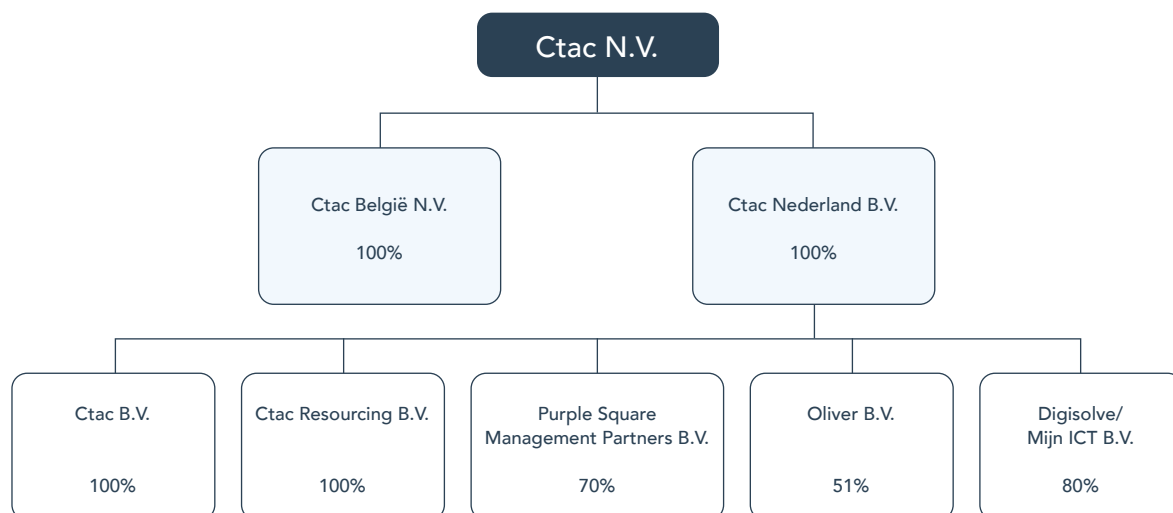 Ctac N.V.
Ctac België N.V.
100%
Ctac Nederland B.V.
100%
Ctac B.V.
100%
Ctac Resourcing B.V.
100%
Purple Square
Management Partners B.V.
70%
Oliver B.V.
51%
Digisolve/
Mijn ICT B.V.
80%